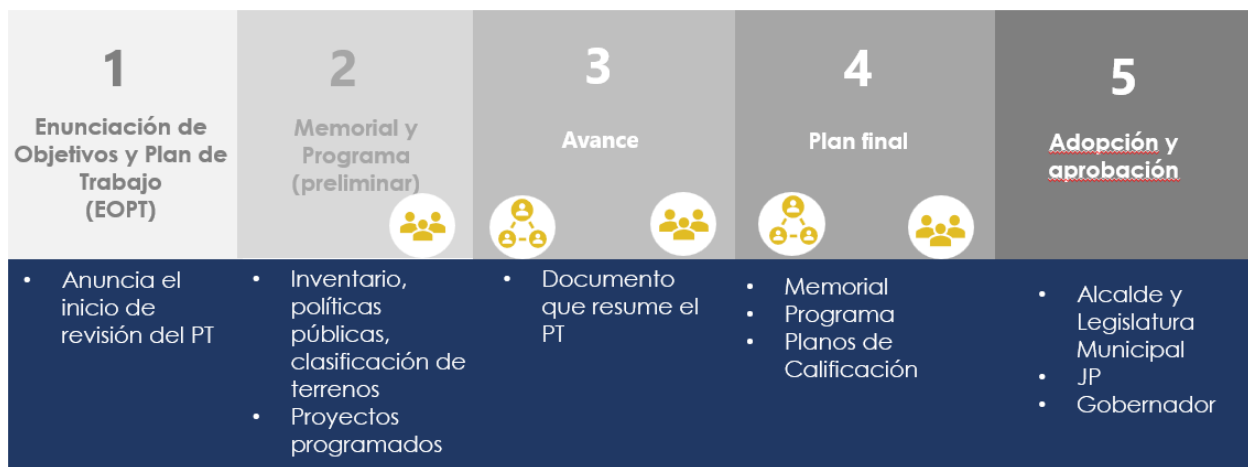 1
Enunciación de
Objetivos y Plan de
Trabajo
(EOPT)
2
Memorial y
Programa
(preliminar)
3
Avance
4
Plan final
5
Adopción y
aprobación
• Anuncia el
inicio de
revisión del PT
• Inventario,
políticas
públicas,
clasificación de
terrenos
• Proyectos
programados
• Documento
que resume el
PT
• Memorial
• Programa
• Planos de
Calificación
• Alcalde y
Legislatura
Municipal
• JP
• Gobernador